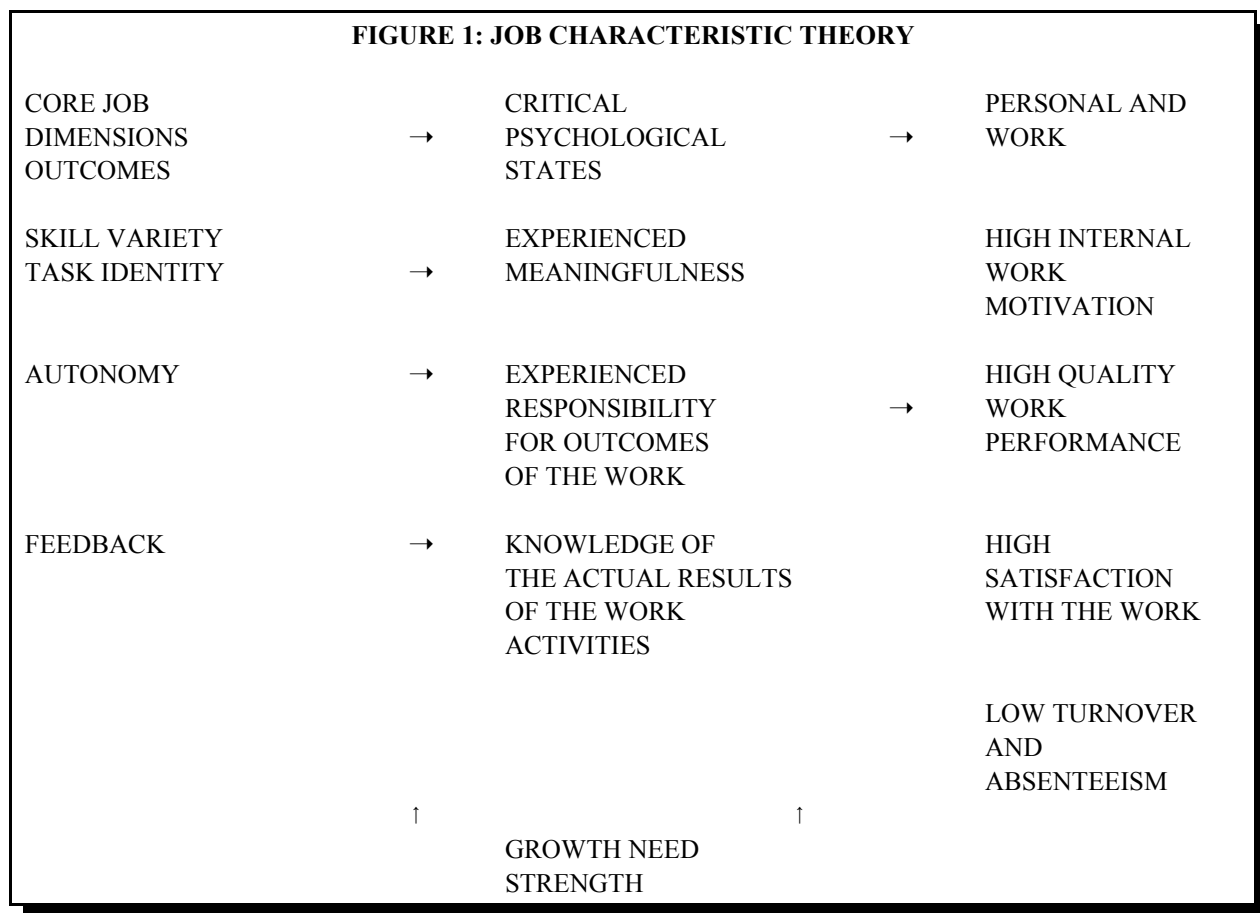 FIGURE 1: JOB CHARACTERISTIC THEORY
CORE JOB CRITICAL PERSONAL AND
DIMENSIONS → PSYCHOLOGICAL → WORK
OUTCOMES STATES
SKILL VARIETY EXPERIENCED HIGH INTERNAL
TASK IDENTITY → MEANINGFULNESS WORK
MOTIVATION
AUTONOMY → EXPERIENCED HIGH QUALITY
RESPONSIBILITY → WORK
FOR OUTCOMES PERFORMANCE
OF THE WORK
FEEDBACK → KNOWLEDGE OF HIGH
THE ACTUAL RESULTS SATISFACTION
OF THE WORK WITH THE WORK
ACTIVITIES
LOW TURNOVER
AND
ABSENTEEISM
↑ ↑
GROWTH NEED
STRENGTH